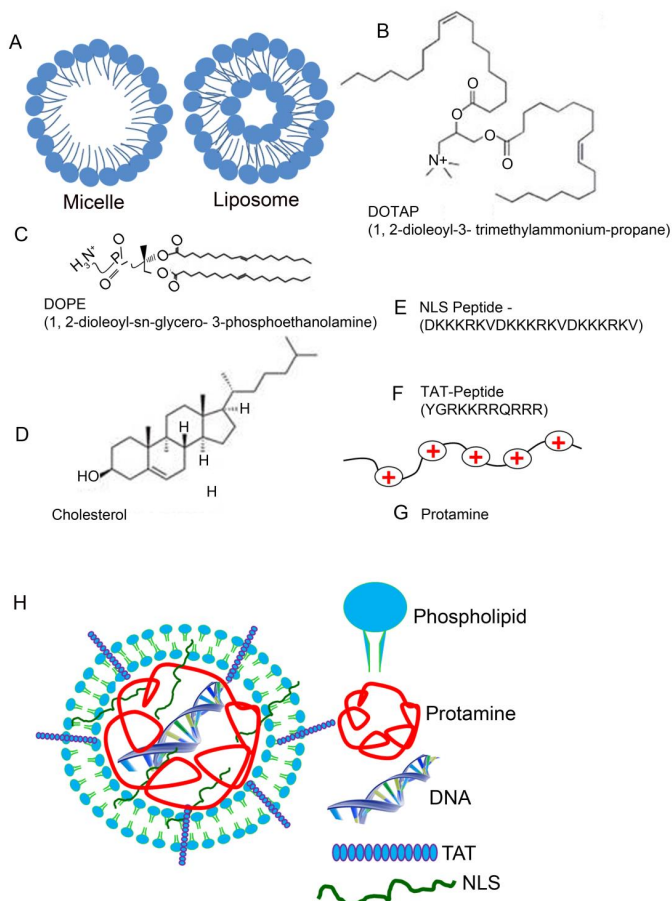 A
Micelle
Liposome
B
O
O
O
O
N+
DOTAP
(1, 2-dioleoyl-3- trimethylammonium-propane)
C
H3N+
O
P
O
O
O
O
O
DOPE
(1, 2-dioleoyl-sn-glycero- 3-phosphoethanolamine)
D
HO
H
H
H
H
Cholesterol
E NLS Peptide -
(DKKKRKVDKKKRKVDKKKRKV)
F TAT-Peptide
(YGRKKRRQRRR)
+ + + + +
G Protamine
H
Phospholipid
Protamine
DNA
TAT
NLS